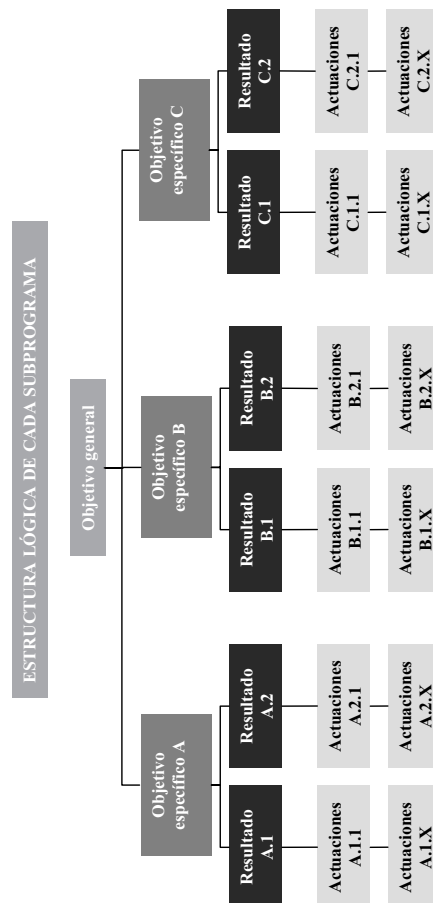 ESTRUCTURA LÓGICA DE CADA SUBPROGRAMA
Objetivo general
Objetivo
específico A
Objetivo
específico B
Objetivo
específico C
Resultado
A.1
Resultado
A.2
Resultado
B.1
Resultado
B.2
Resultado
C.1
Resultado
C.2
Actuaciones
A.1.1
Actuaciones
A.2.1
Actuaciones
B.1.1
Actuaciones
B.2.1
Actuaciones
C.1.1
Actuaciones
C.2.1
Actuaciones
A.1.X
Actuaciones
A.2.X
Actuaciones
B.1.X
Actuaciones
B.2.X
Actuaciones
C.1.X
Actuaciones
C.2.X